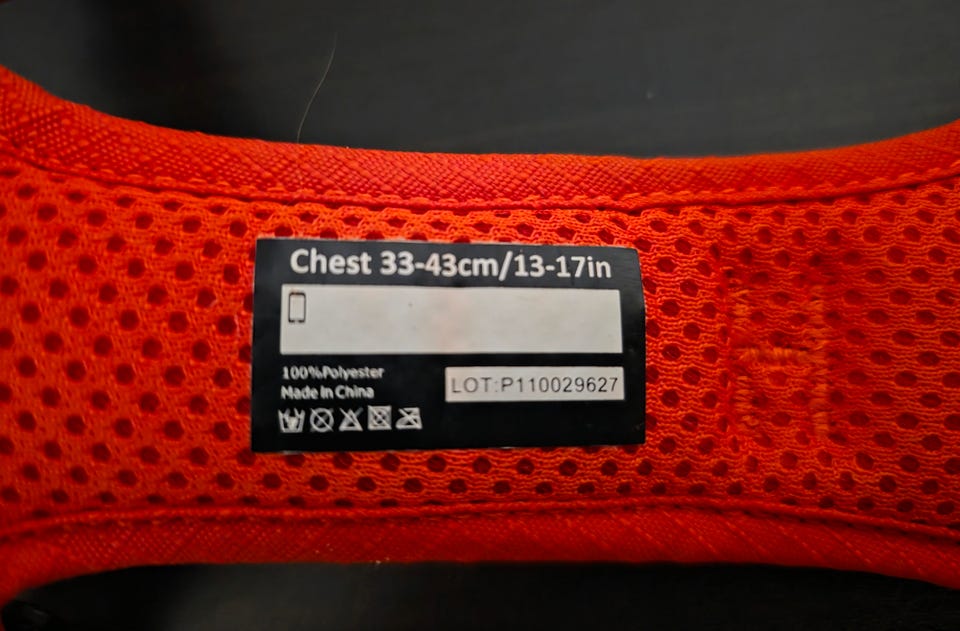 Chest 33-43cm/13-17in
100%Polyester
Made In China
LOT:P110029627